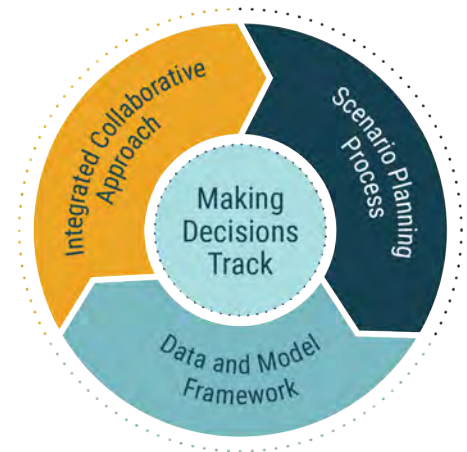 Integrated Collaborative
Approach
Scenario Planning
Process
Making
Decisions
Track
Data and Model
Framework